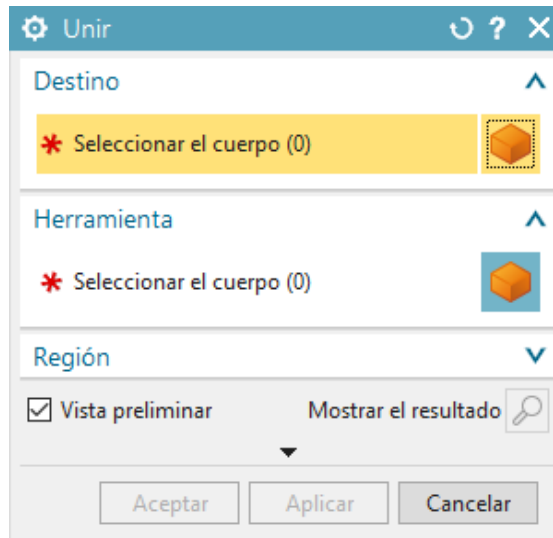 Unir ?
Destino
* Seleccionar el cuerpo (0)
Herramienta
* Seleccionar el cuerpo (0)
Región
Vista preliminar Mostrar el resultado
Aceptar Aplicar Cancelar